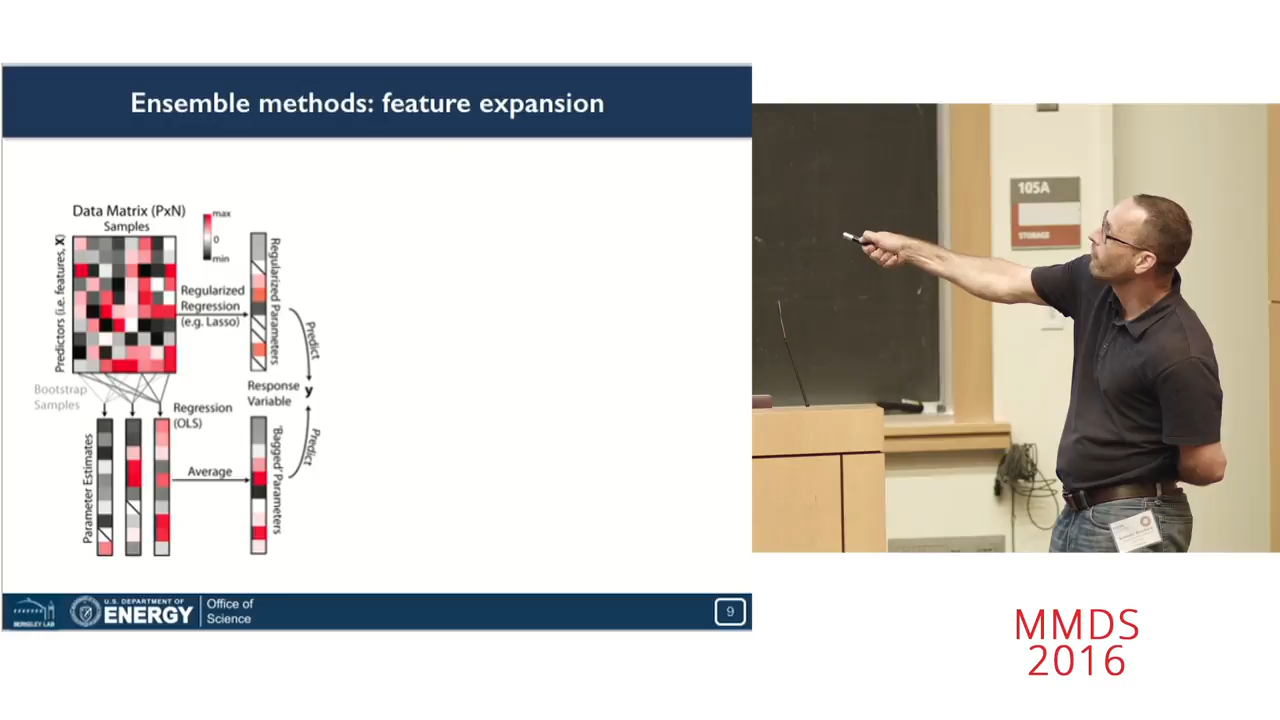 Ensemble methods: feature expansion
Data Matrix (PxN)
Samples
max
0
min
Predictors (i.e. features, X)
Regularized
Regression
(e.g. Lasso)
Regularized Parameters
Predict
Bootstrap
Samples
Response
Variable
y
Regression
(OLS)
Parameter Estimates
Average
'Bagged' Parameters
Predict
BERKELEY LAB
U.S. DEPARTMENT OF
ENERGY
Office of
Science
9
105A
STORAGE
MMDS
2016